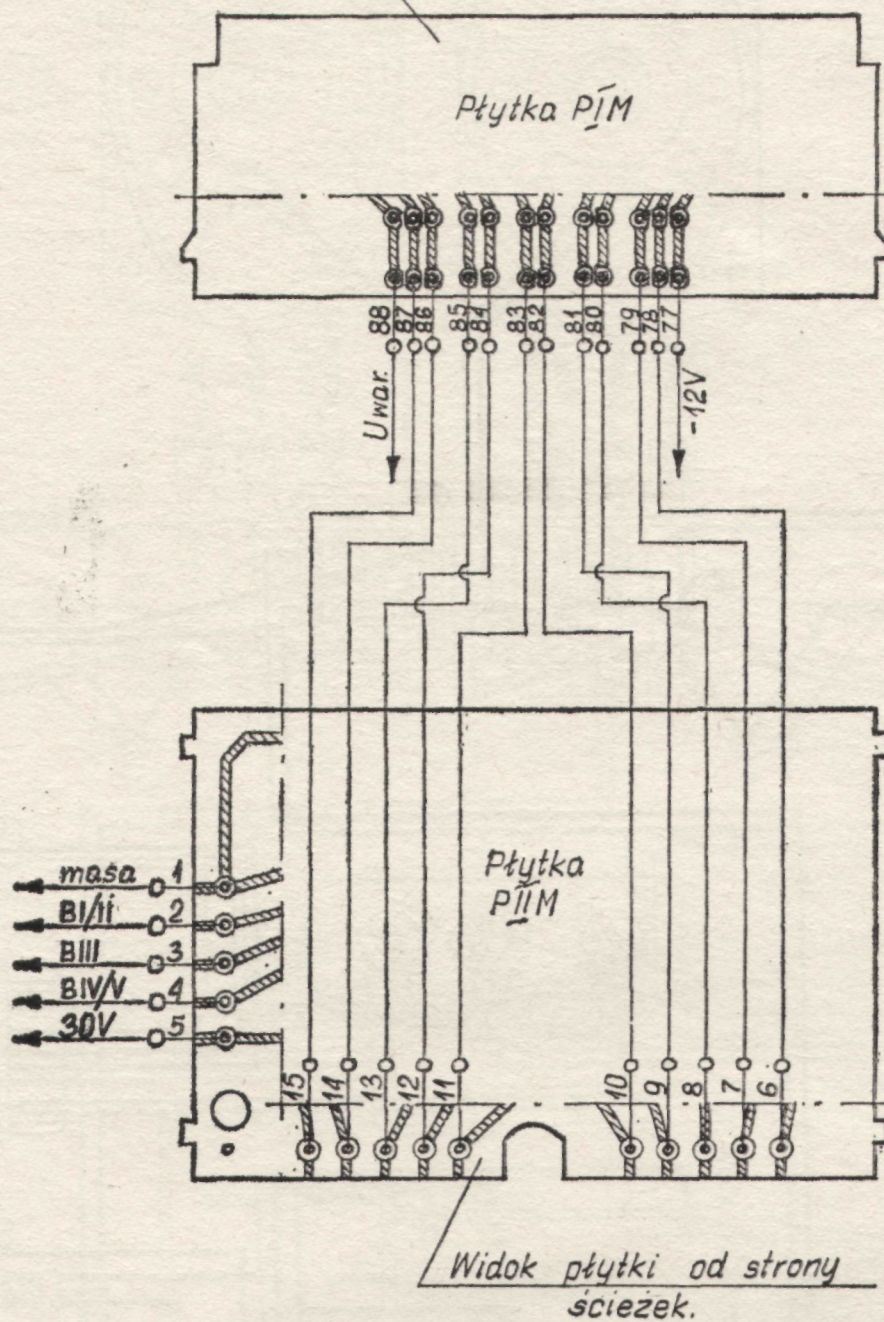 Płytka PIM
88 87 86 85 84 83 82 81 80 79 78 77
Uwar. -12V
Płytka
PIIM
masa 1
BI/II 2
BIII 3
BIV/V 4
30V 5
15 14 13 12 11 10 9 8 7 6
Widok płytki od strony
ścieżek.